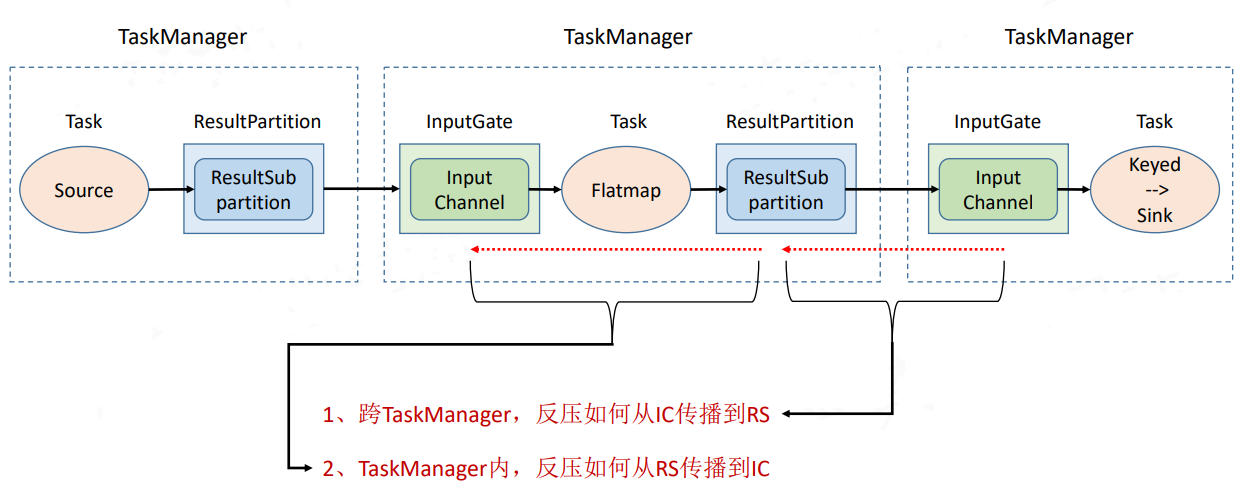 TaskManager
TaskManager
TaskManager
Task
ResultPartition
InputGate
Task
ResultPartition
InputGate
Task
Source
ResultSub
partition
Input
Channel
Flatmap
ResultSub
partition
Input
Channel
Keyed
-->
Sink
1、跨TaskManager，反压如何从IC传播到RS
2、TaskManager内，反压如何从RS传播到IC